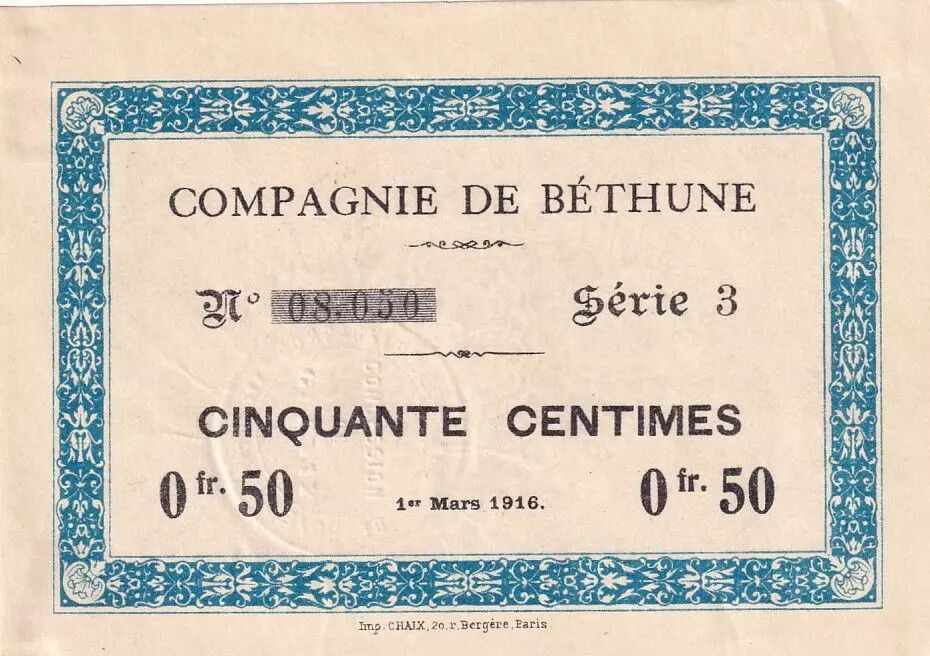 COMPAGNIE DE BÉTHUNE
Nº 08,050 Série 3
CINQUANTE CENTIMES
0 fr. 50 1er Mars 1916. 0 fr. 50
Imp. CHAIX, 20, r. Bergère, Paris